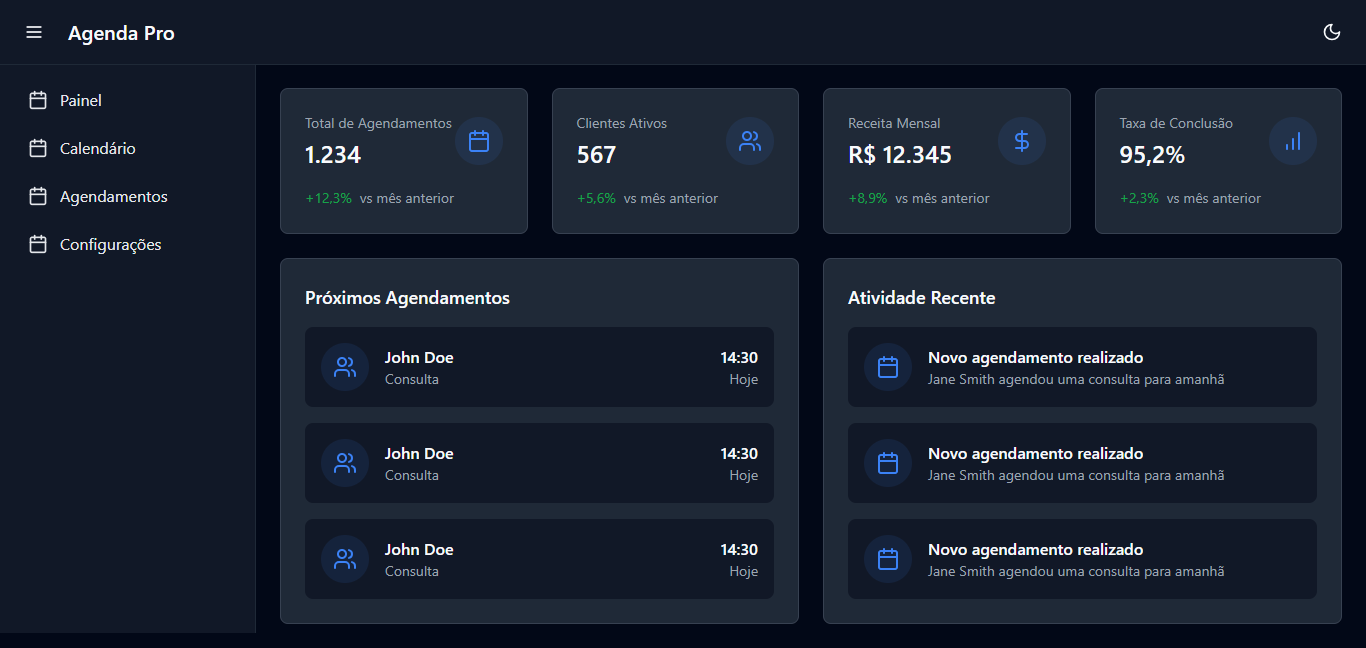 Agenda Pro
Painel
Calendário
Agendamentos
Configurações
Total de Agendamentos
1.234
+12,3% vs mês anterior
Clientes Ativos
567
+5,6% vs mês anterior
Receita Mensal
R$ 12.345
+8,9% vs mês anterior
Taxa de Conclusão
95,2%
+2,3% vs mês anterior
Próximos Agendamentos
John Doe 14:30
Consulta Hoje
John Doe 14:30
Consulta Hoje
John Doe 14:30
Consulta Hoje
Atividade Recente
Novo agendamento realizado
Jane Smith agendou uma consulta para amanhã
Novo agendamento realizado
Jane Smith agendou uma consulta para amanhã
Novo agendamento realizado
Jane Smith agendou uma consulta para amanhã